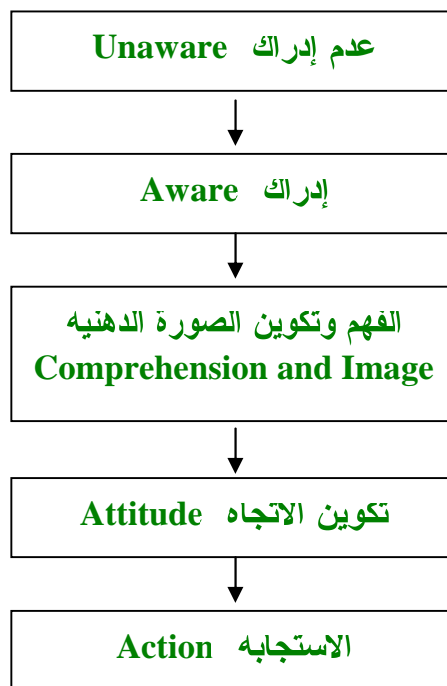 عدم إدراك Unaware
إدراك Aware
الفهم وتكوين الصورة الدهنيه
Comprehension and Image
تكوين الاتجاه Attitude
الاستجابه Action